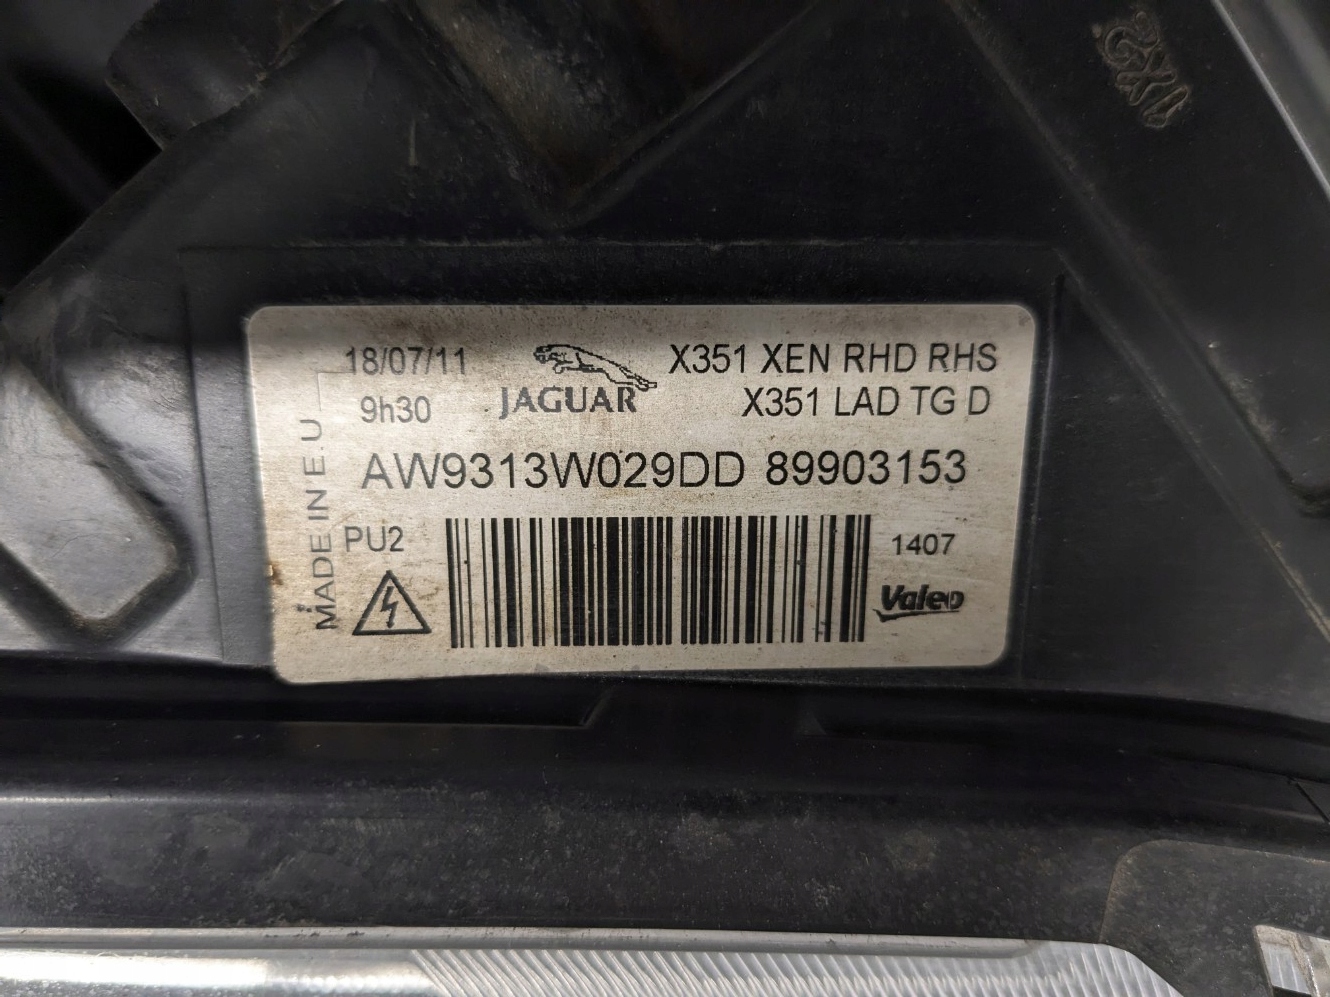 1X2
18/07/11
9h30
JAGUAR
X351 XEN RHD RHS
X351 LAD TG D
AW9313W029DD 89903153
MADE IN E.U
PU2
1407
Valeo